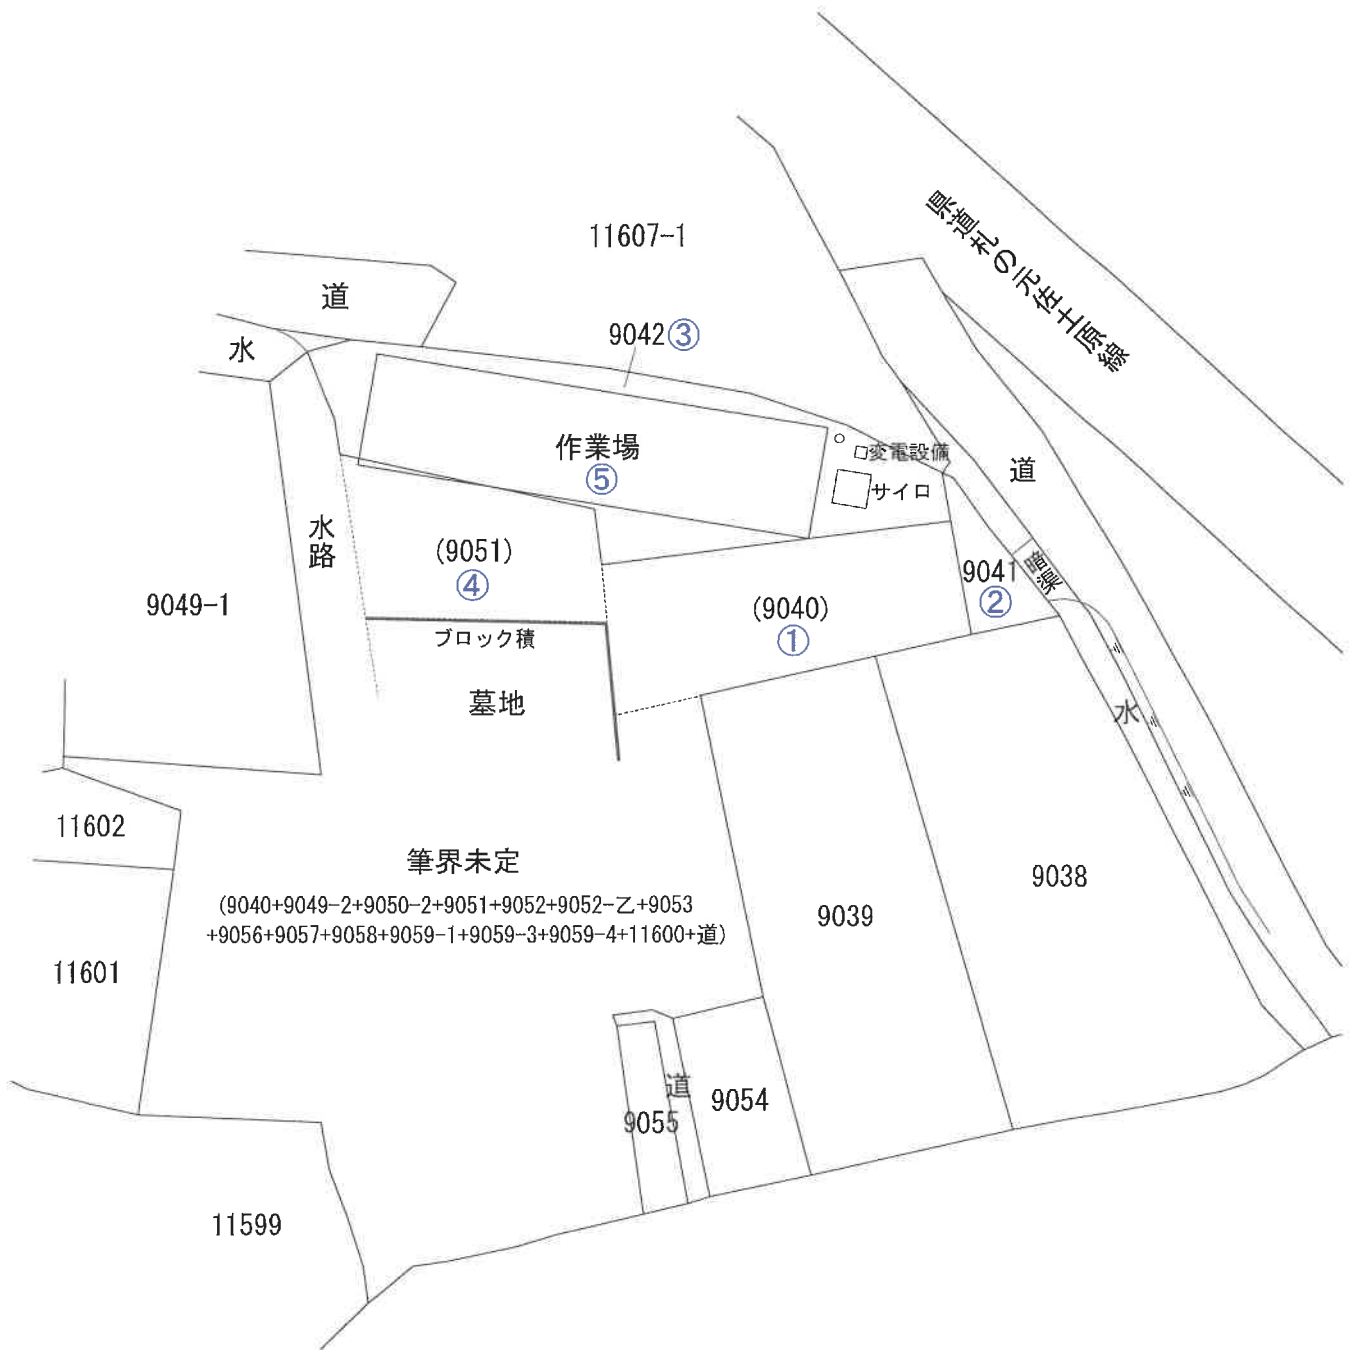 県道札の元佐土原線
11607-1
道
9042③
水
作業場
⑤
変電設備
サイロ
道
水路
(9051)
④
暗渠
9041
②
9049-1
(9040)
①
ブロック積
墓地
水
11602
筆界未定
(9040+9049-2+9050-2+9051+9052+9052-乙+9053
+9056+9057+9058+9059-1+9059-3+9059-4+11600+道)
9038
9039
11601
道
9054
9055
11599